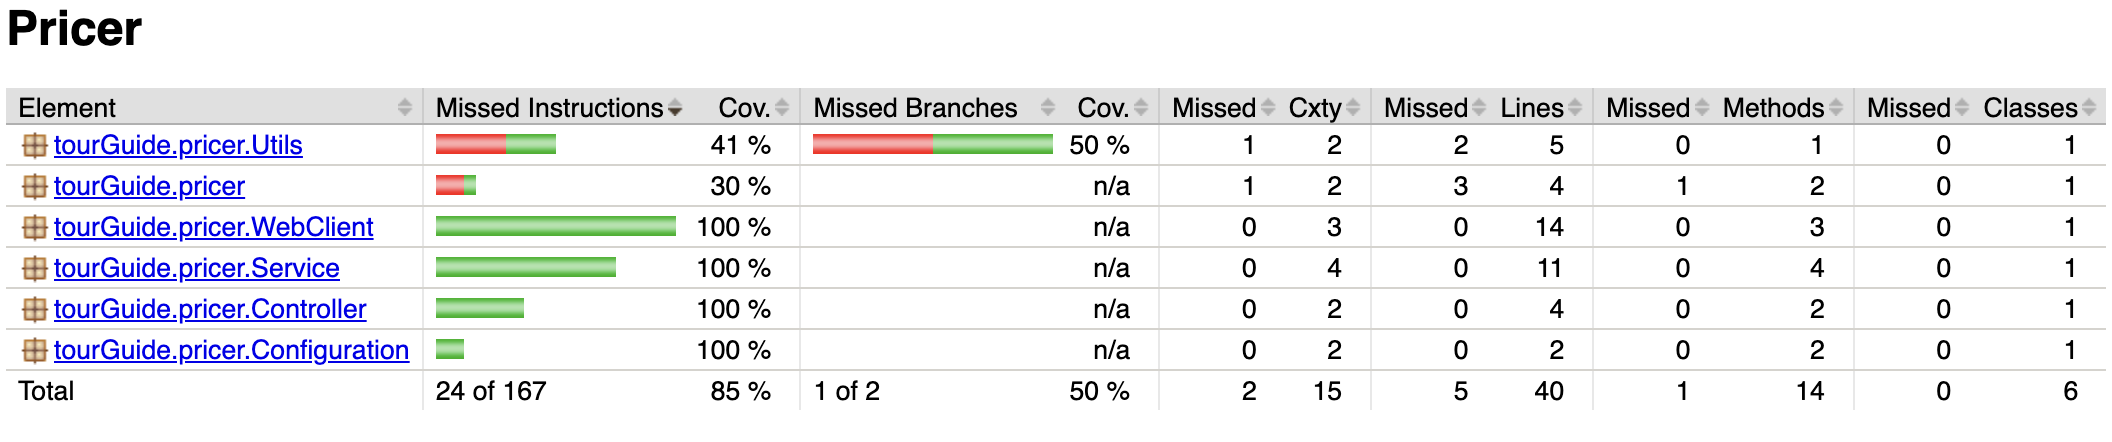 Pricer
Element Missed Instructions Cov. Missed Branches Cov. Missed Cxty Missed Lines Missed Methods Missed Classes
tourGuide.pricer.Utils 41 % 50 % 1 2 2 5 0 1 0 1
tourGuide.pricer 30 % n/a 1 2 3 4 1 2 0 1
tourGuide.pricer.WebClient 100 % n/a 0 3 0 14 0 3 0 1
tourGuide.pricer.Service 100 % n/a 0 4 0 11 0 4 0 1
tourGuide.pricer.Controller 100 % n/a 0 2 0 4 0 2 0 1
tourGuide.pricer.Configuration 100 % n/a 0 2 0 2 0 2 0 1
Total 24 of 167 85 % 1 of 2 50 % 2 15 5 40 1 14 0 6